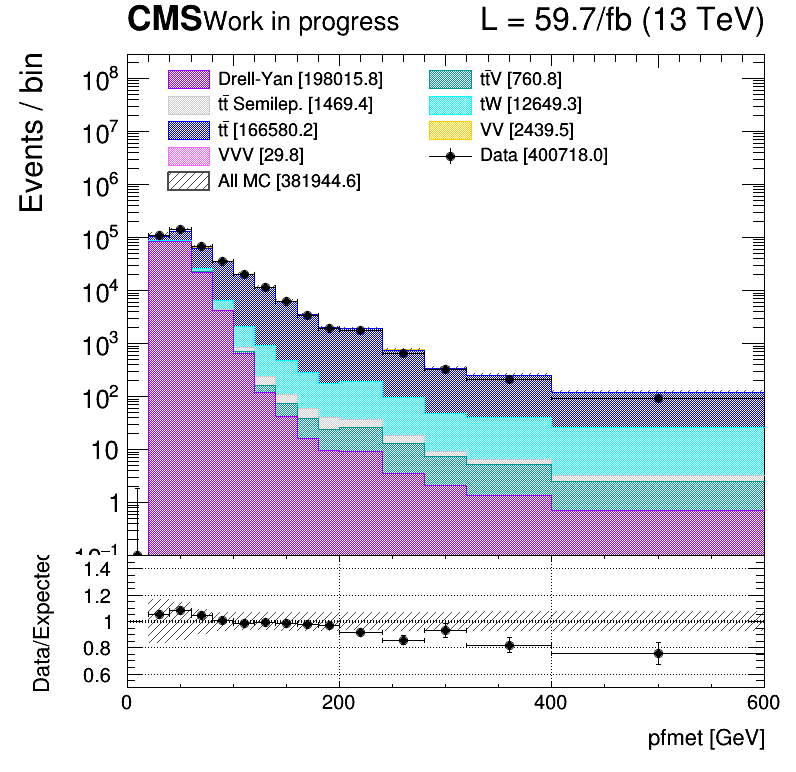 CMS Work in progress L = 59.7/fb (13 TeV)
Events / bin
Drell-Yan [198015.8]
tt̄ Semilep. [1469.4]
tt̄ [166580.2]
VVV [29.8]
All MC [381944.6]
tt̄V [760.8]
tW [12649.3]
VV [2439.5]
Data [400718.0]
10⁸
10⁷
10⁶
10⁵
10⁴
10³
10²
10
1
10⁻¹
Data/Expected
1.4
1.2
1
0.8
0.6
0 200 400 600
pfmet [GeV]